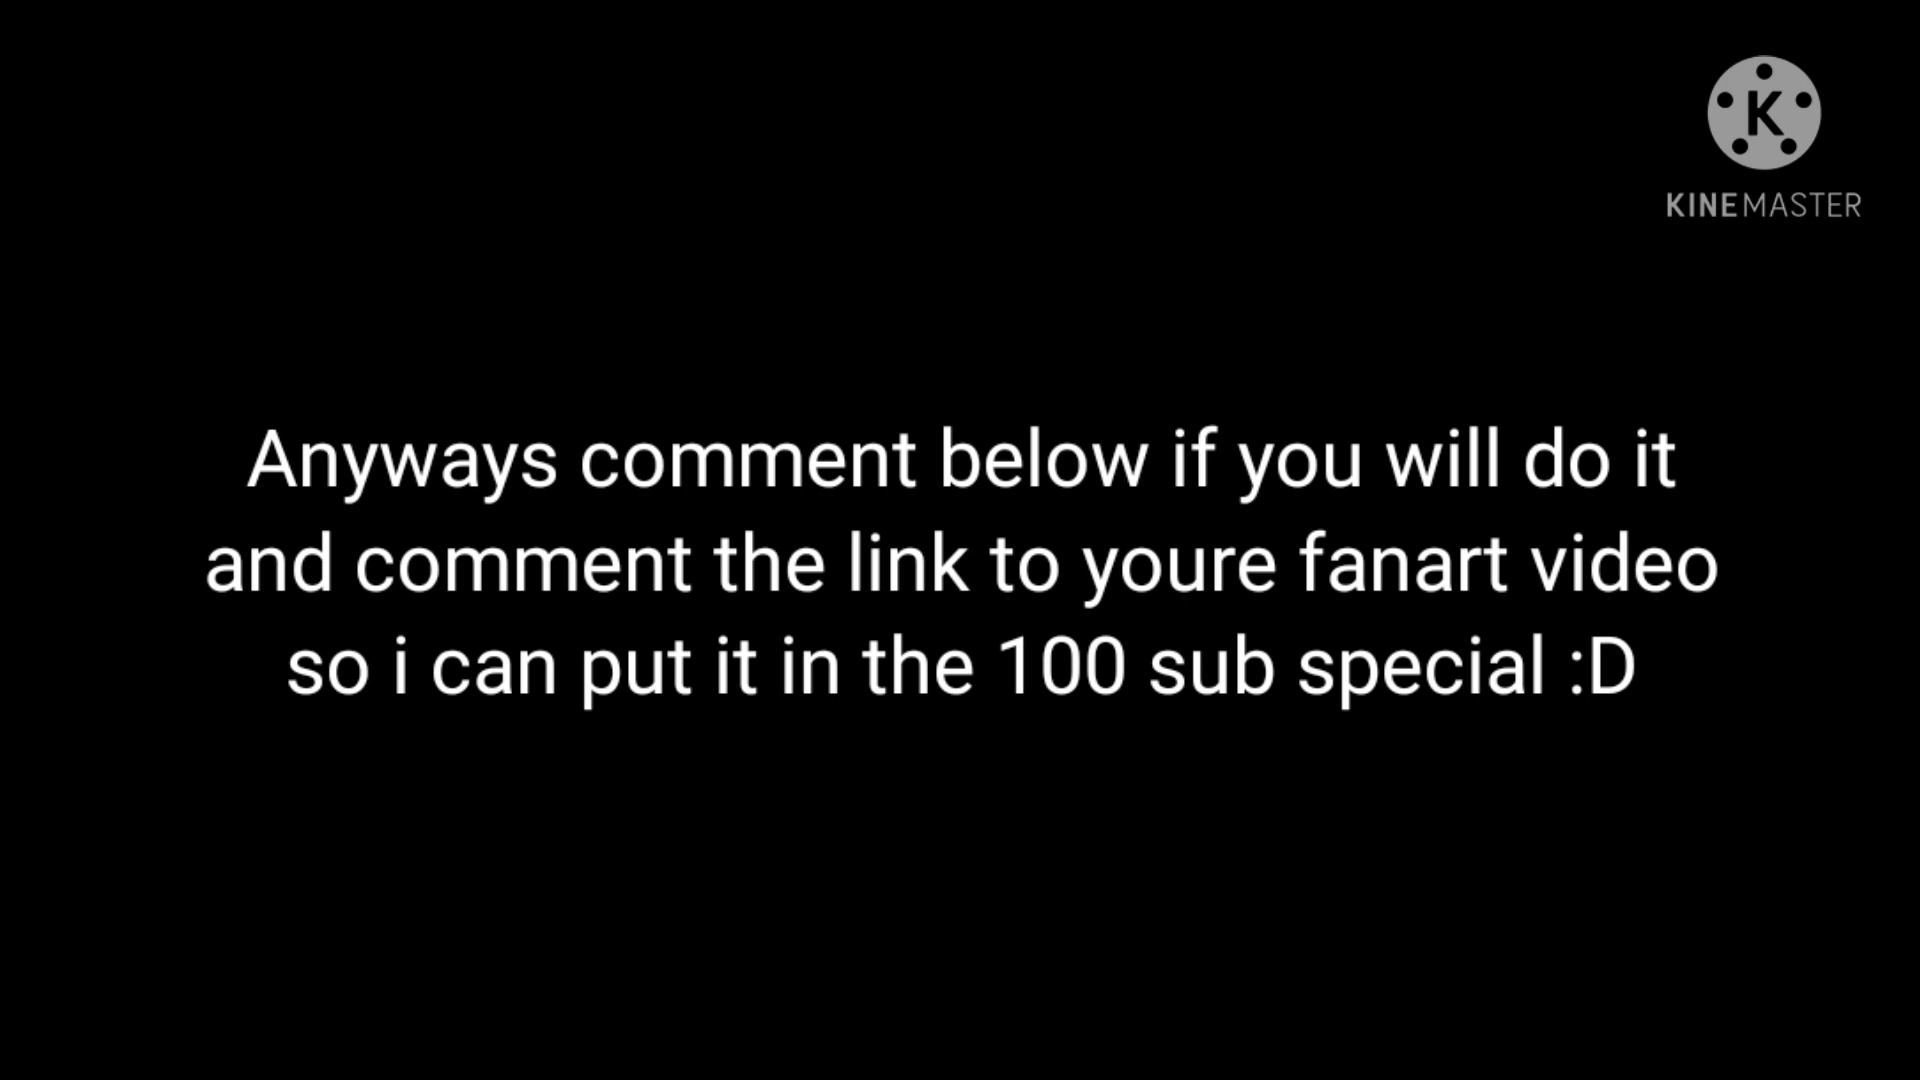 K
KINEMASTER
Anyways comment below if you will do it
and comment the link to youre fanart video
so i can put it in the 100 sub special :D